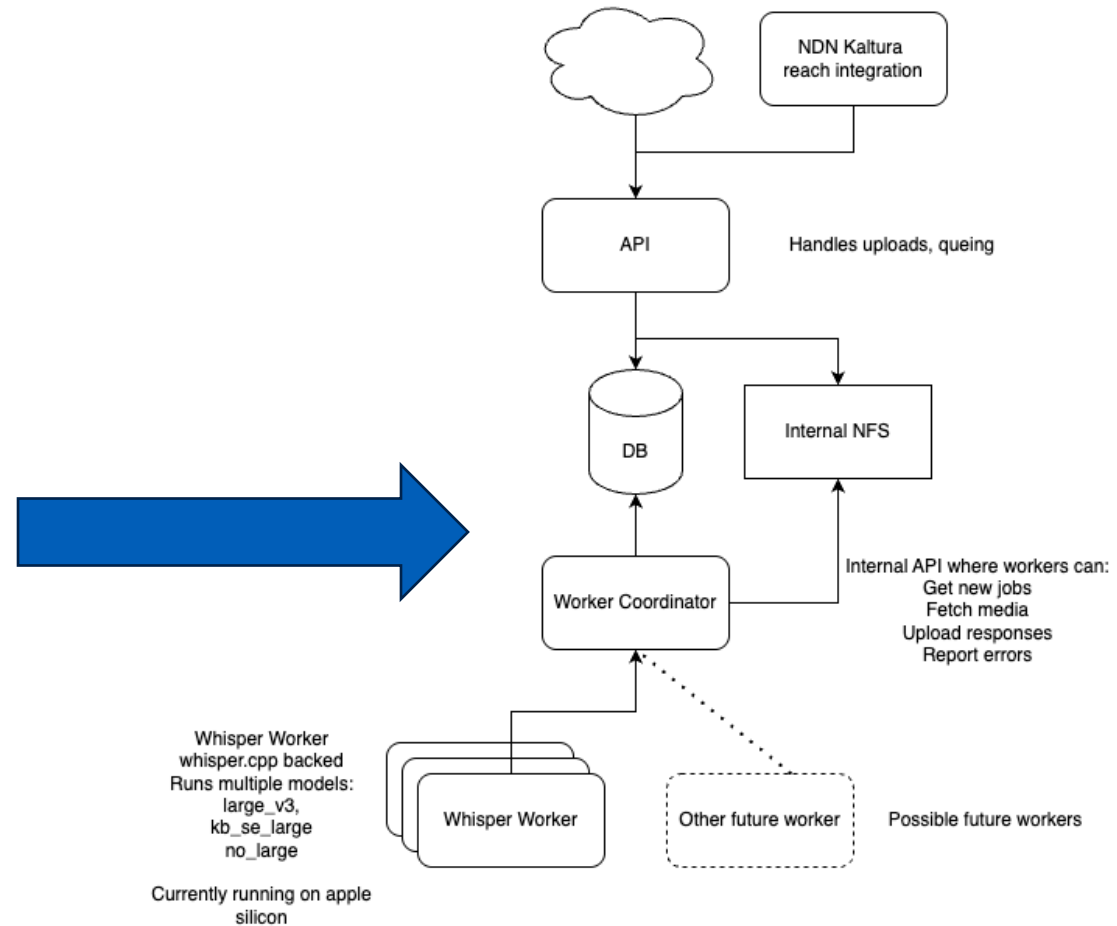 NDN Kaltura
reach integration
API
Handles uploads, queing
DB
Internal NFS
Worker Coordinator
Internal API where workers can:
Get new jobs
Fetch media
Upload responses
Report errors
Whisper Worker
whisper.cpp backed
Runs multiple models:
large_v3,
kb_se_large
no_large
Currently running on apple
silicon
Whisper Worker
Other future worker
Possible future workers